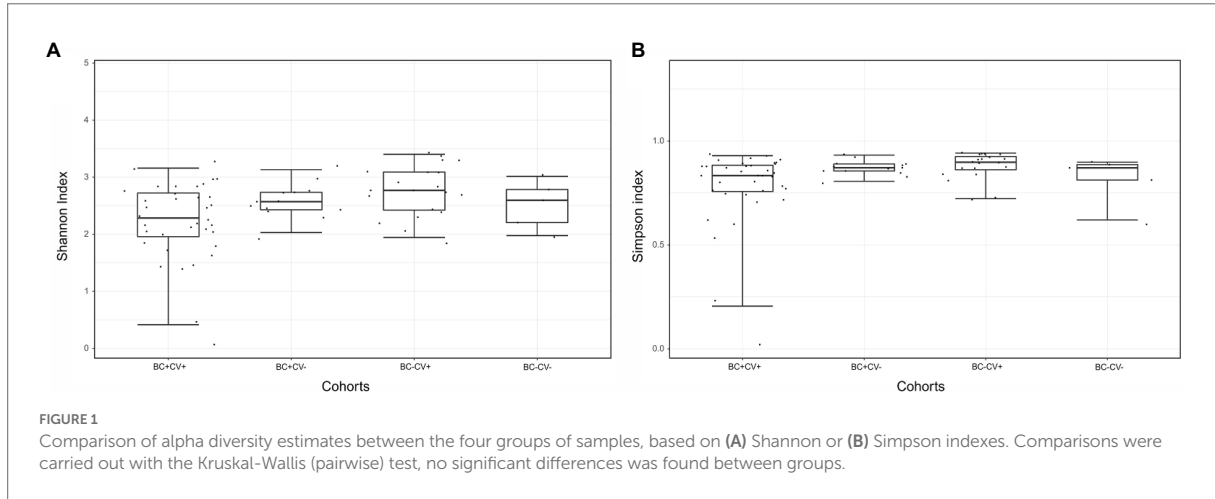 A
Shannon Index
5
4
3
2
1
0
BC+CV+ BC+CV- BC-CV+ BC-CV-
Cohorts
B
Simpson index
1.0
0.5
0.0
BC+CV+ BC+CV- BC-CV+ BC-CV-
Cohorts
FIGURE 1
Comparison of alpha diversity estimates between the four groups of samples, based on (A) Shannon or (B) Simpson indexes. Comparisons were
carried out with the Kruskal-Wallis (pairwise) test, no significant differences was found between groups.